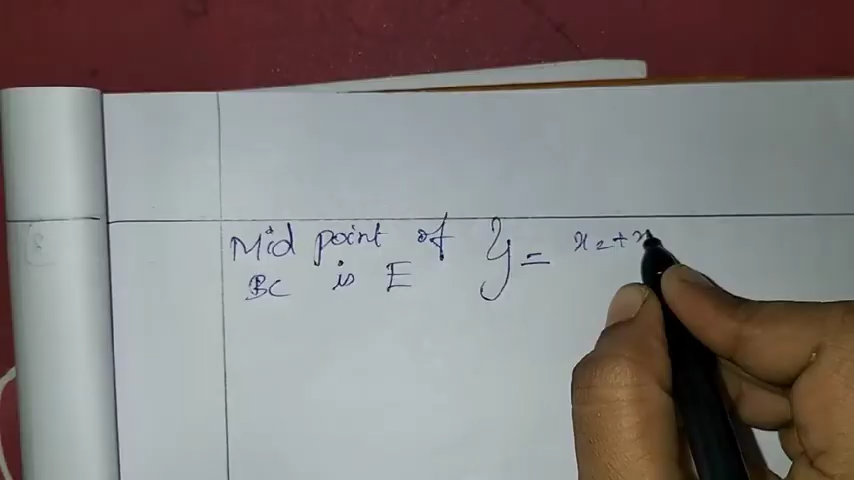 Mid point of y = x₂+x
BC is E